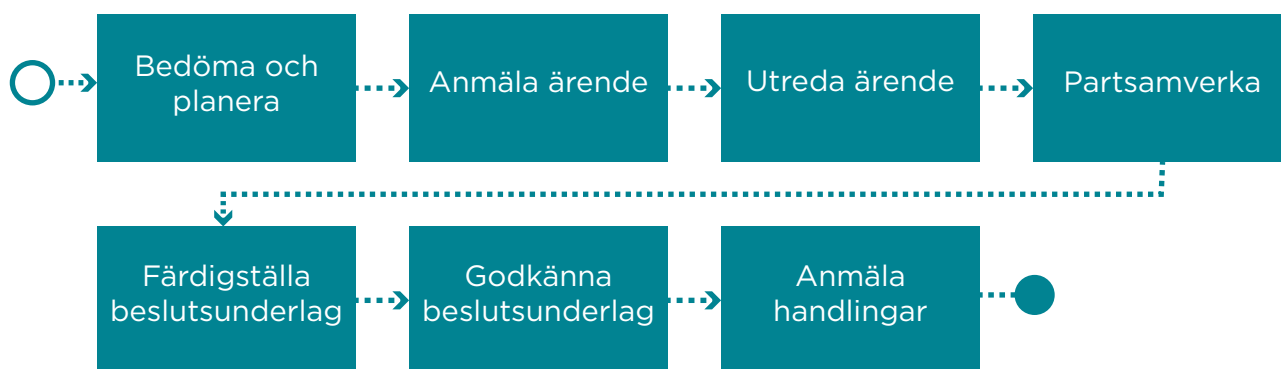 Bedöma och
planera
Anmäla ärende
Utreda ärende
Partsamverka
Färdigställa
beslutsunderlag
Godkänna
beslutsunderlag
Anmäla
handlingar